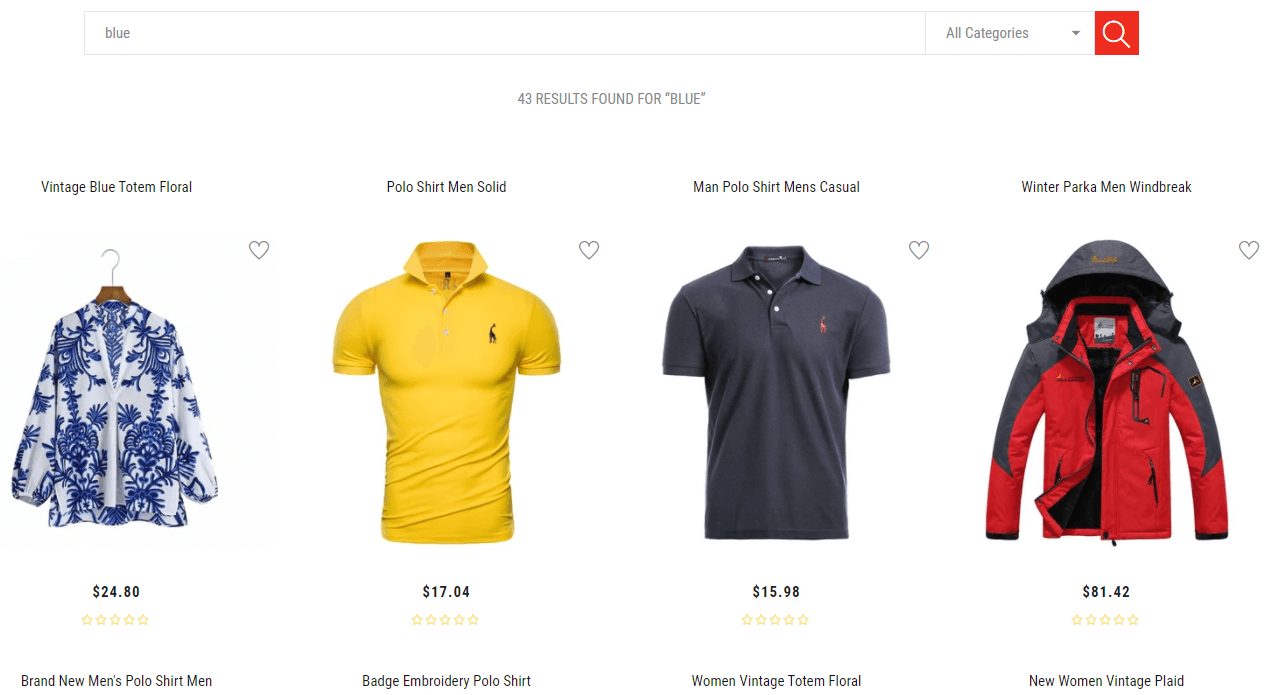 blue
All Categories
43 RESULTS FOUND FOR “BLUE”
Vintage Blue Totem Floral
Polo Shirt Men Solid
Man Polo Shirt Mens Casual
Winter Parka Men Windbreak
$24.80
$17.04
$15.98
$81.42
Brand New Men's Polo Shirt Men
Badge Embroidery Polo Shirt
Women Vintage Totem Floral
New Women Vintage Plaid